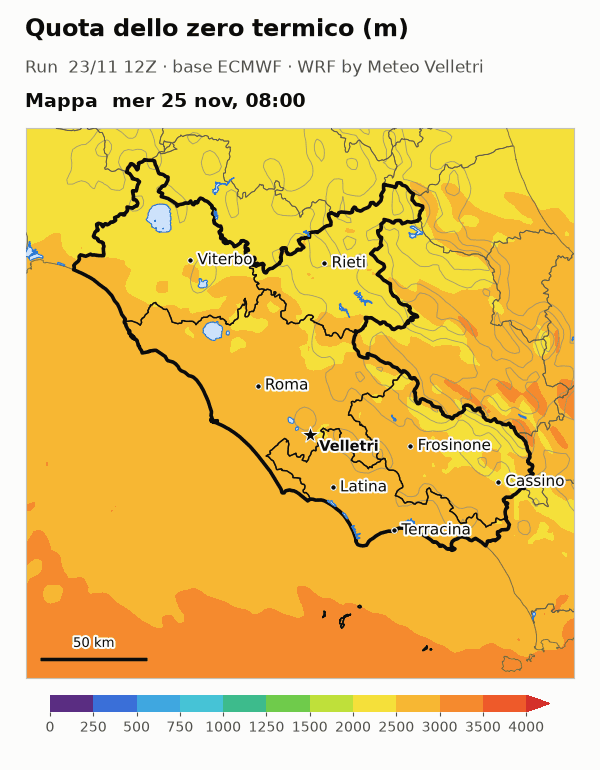 Quota dello zero termico (m)
Run  23/11 12Z · base ECMWF · WRF by Meteo Velletri
Mappa  mer 25 nov, 08:00
Viterbo
Rieti
Roma
Velletri
Frosinone
Latina
Cassino
Terracina
50 km
0 250 500 750 1000 1250 1500 2000 2500 3000 3500 4000